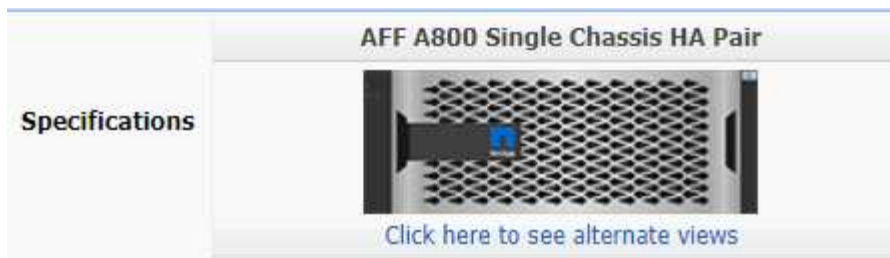 AFF A800 Single Chassis HA Pair
Specifications
Click here to see alternate views